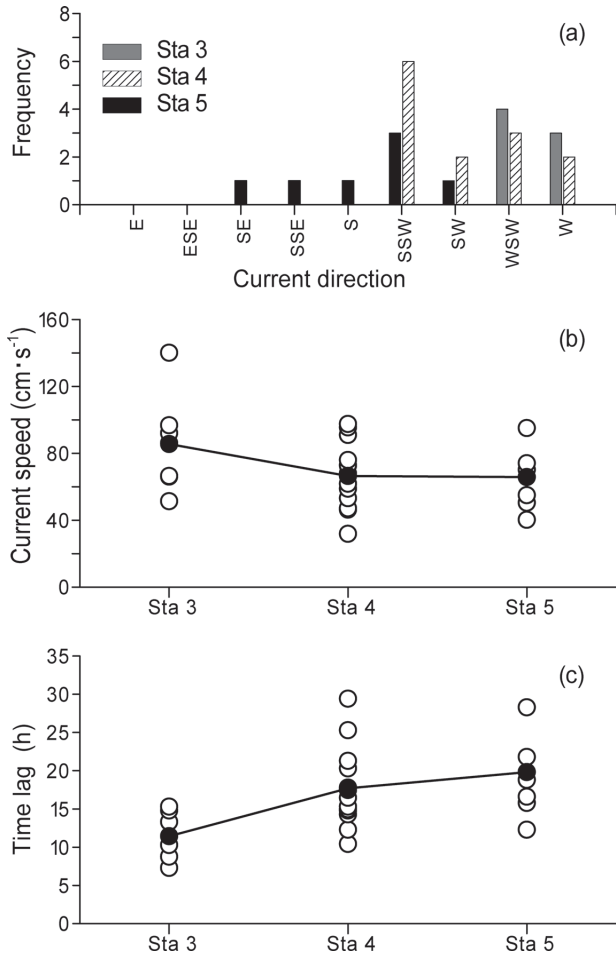 (a)
8
6
4
2
0
Frequency
Sta 3
Sta 4
Sta 5
E
ESE
SE
SSE
S
SSW
SW
WSW
W
Current direction
(b)
160
120
80
40
0
Current speed (cm·s⁻¹)
Sta 3
Sta 4
Sta 5
(c)
35
30
25
20
15
10
5
0
Time lag (h)
Sta 3
Sta 4
Sta 5